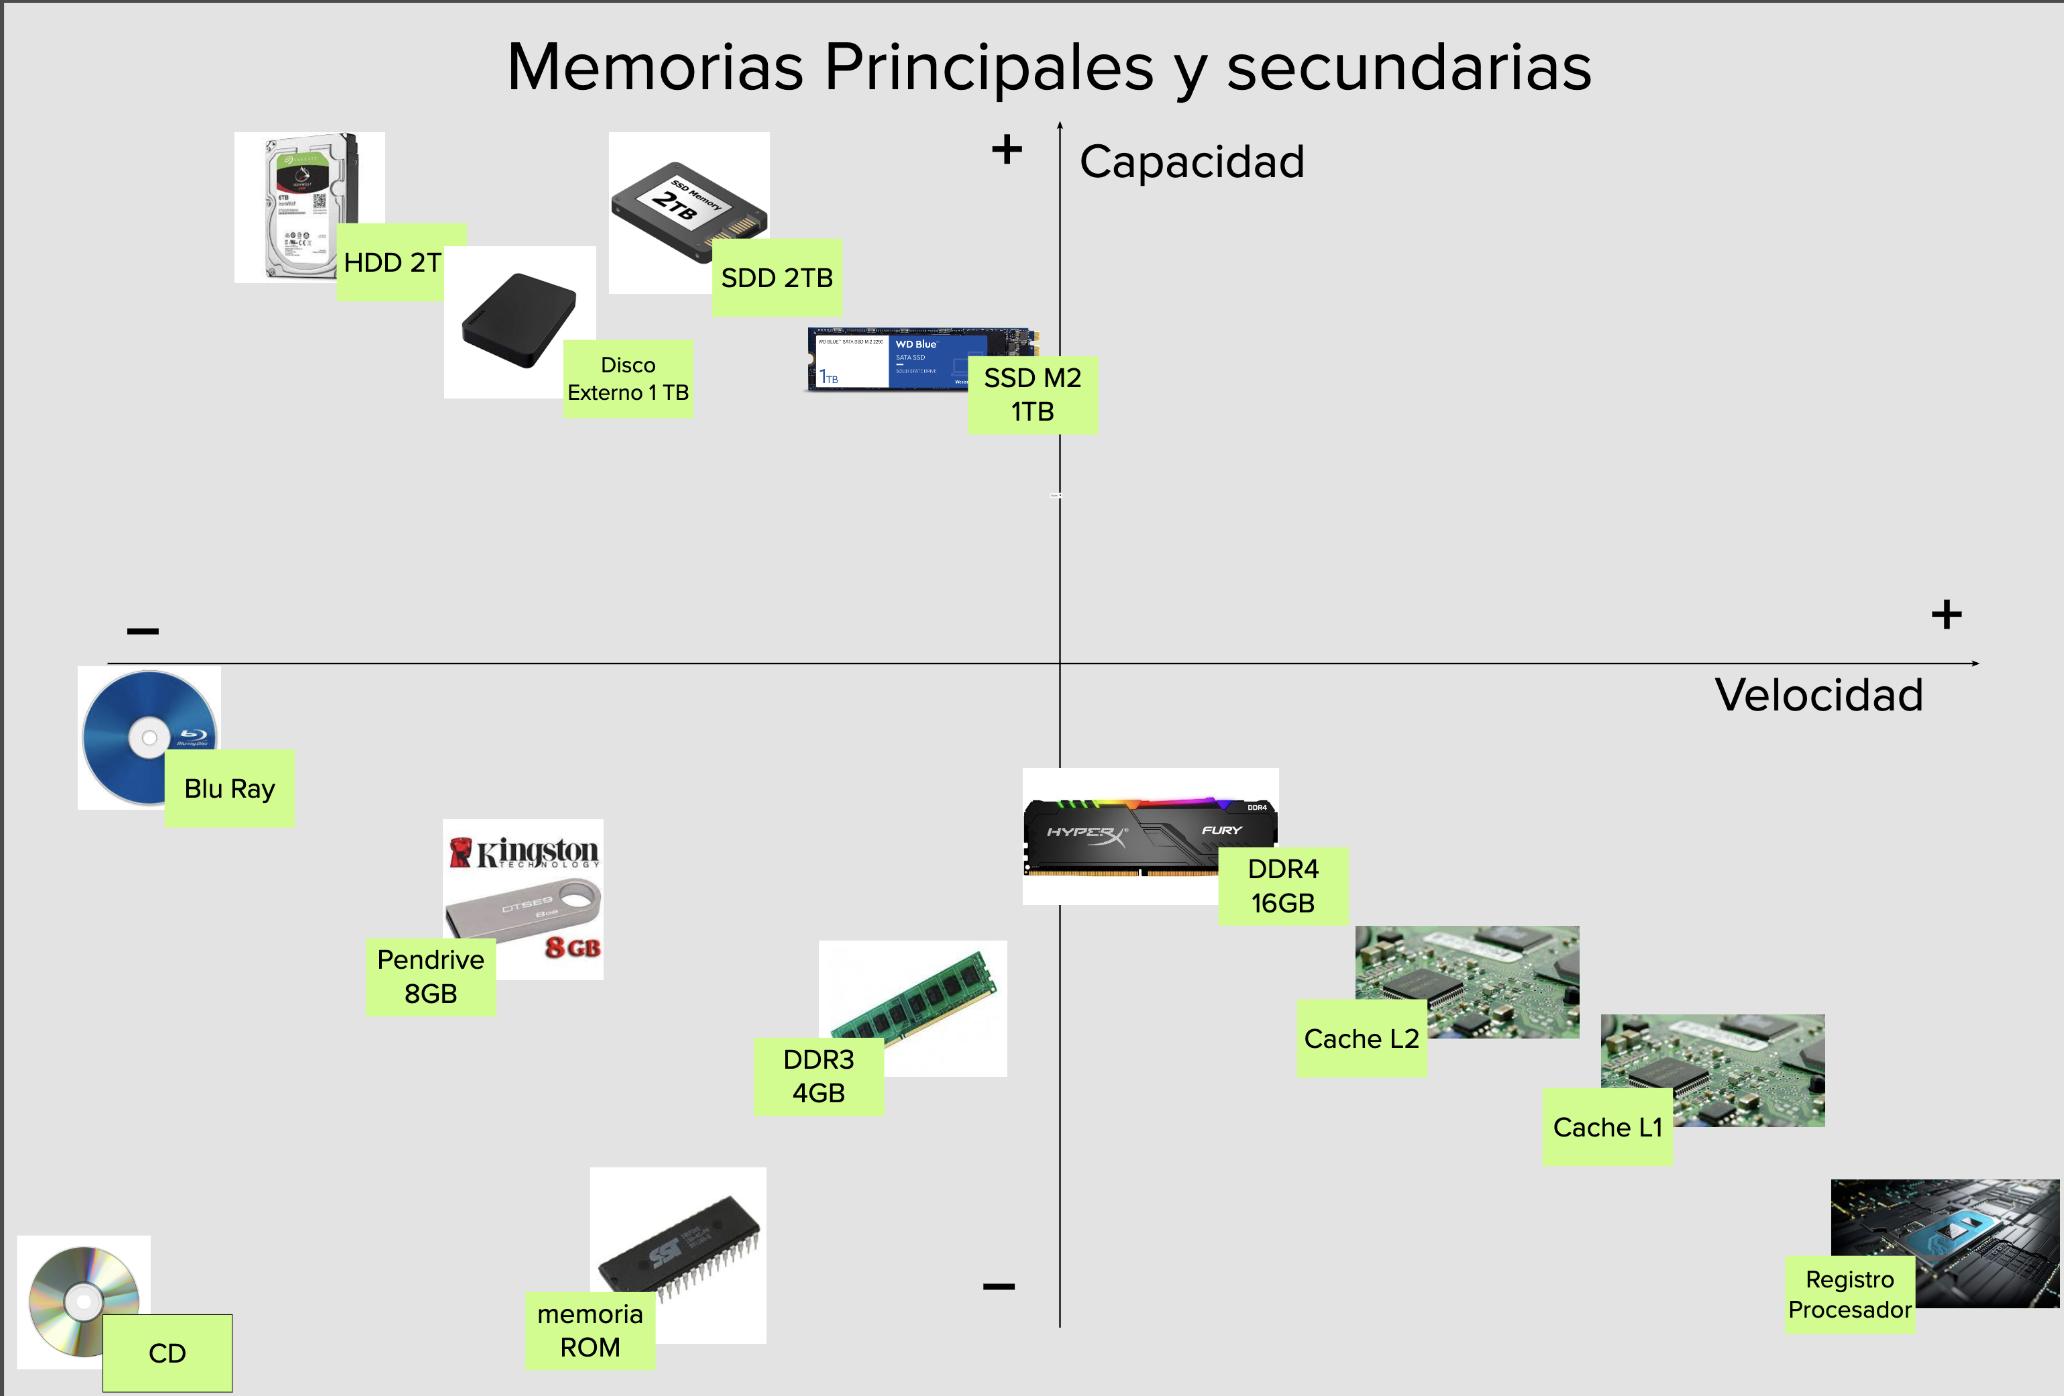 Memorias Principales y secundarias
+
Capacidad
HDD 2T
SSD Memory
2TB
SDD 2TB
Disco
Externo 1 TB
WD Blue
SATA SSD
1TB
SSD M2
1TB
−
+
Velocidad
Blu Ray
Kingston
TECHNOLOGY
DTSE9
8GB
8GB
Pendrive
8GB
DDR4
HYPERX
FURY
DDR4
16GB
DDR3
4GB
Cache L2
Cache L1
SST
memoria
ROM
−
Registro
Procesador
CD